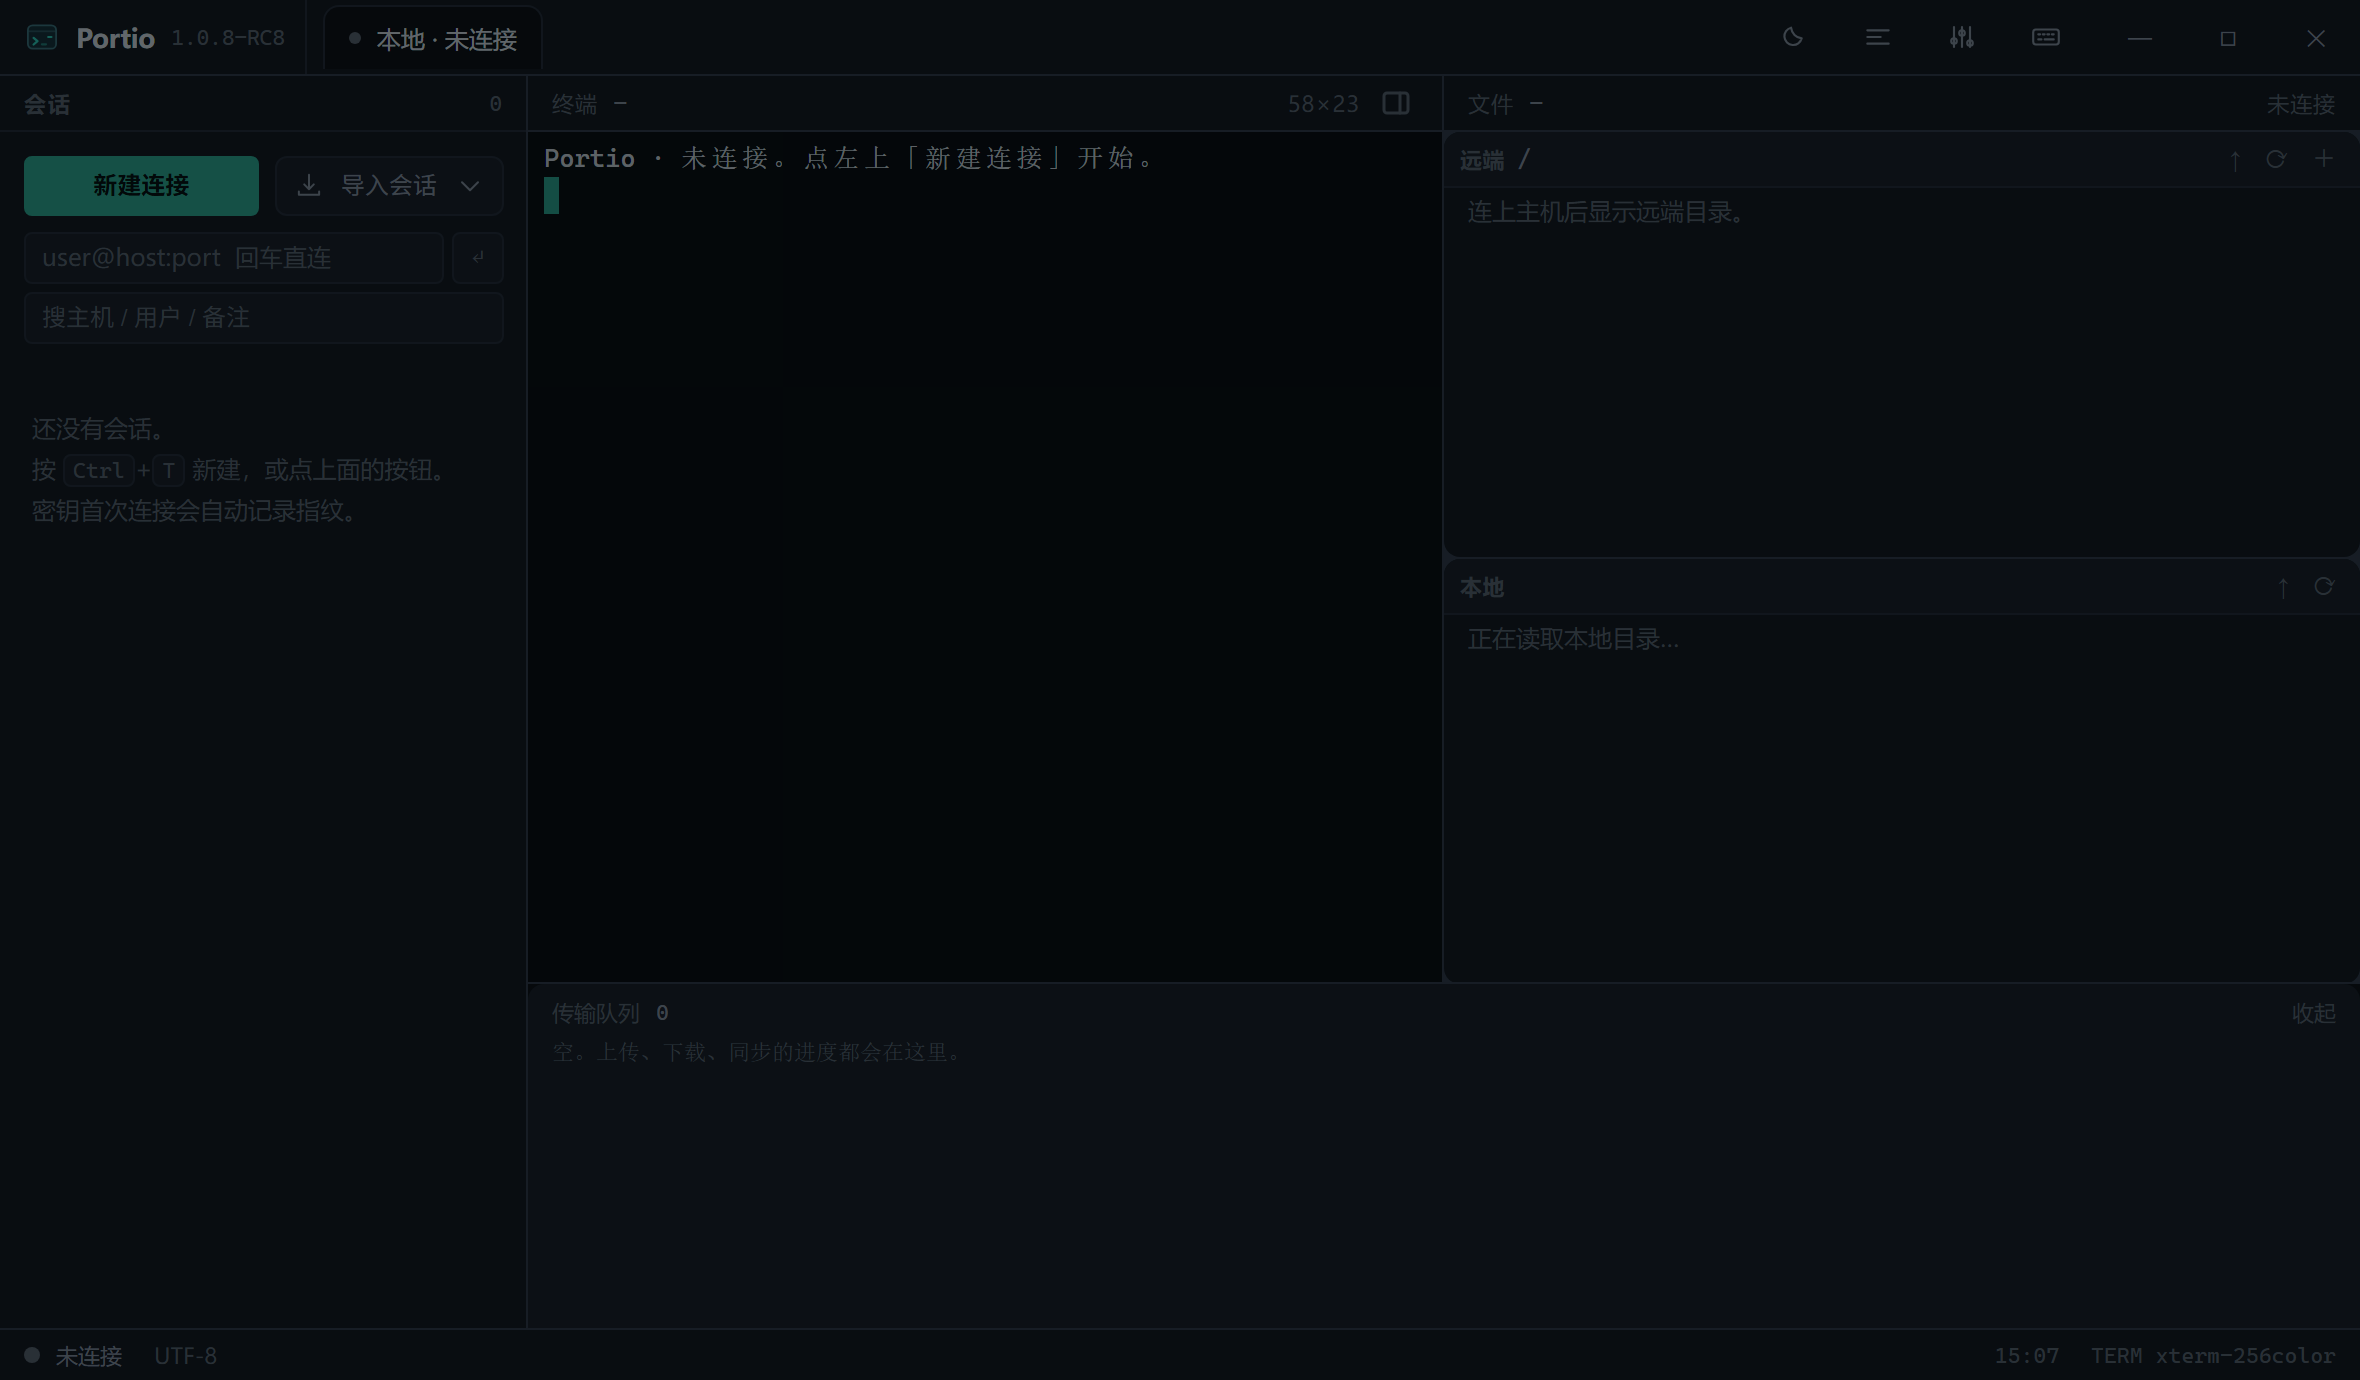 Portio 1.0.8-RC8
本地 · 未连接
会话 0
新建连接
导入会话
user@host:port 回车直连
搜主机 / 用户 / 备注
还没有会话。
按 Ctrl+T 新建，或点上面的按钮。
密钥首次连接会自动记录指纹。
终端 —
58×23
Portio · 未连接。点左上「新建连接」开始。
文件 —
未连接
远端 /
连上主机后显示远端目录。
本地
正在读取本地目录...
传输队列 0
收起
空。上传、下载、同步的进度都会在这里。
未连接 UTF-8
15:07 TERM xterm-256color